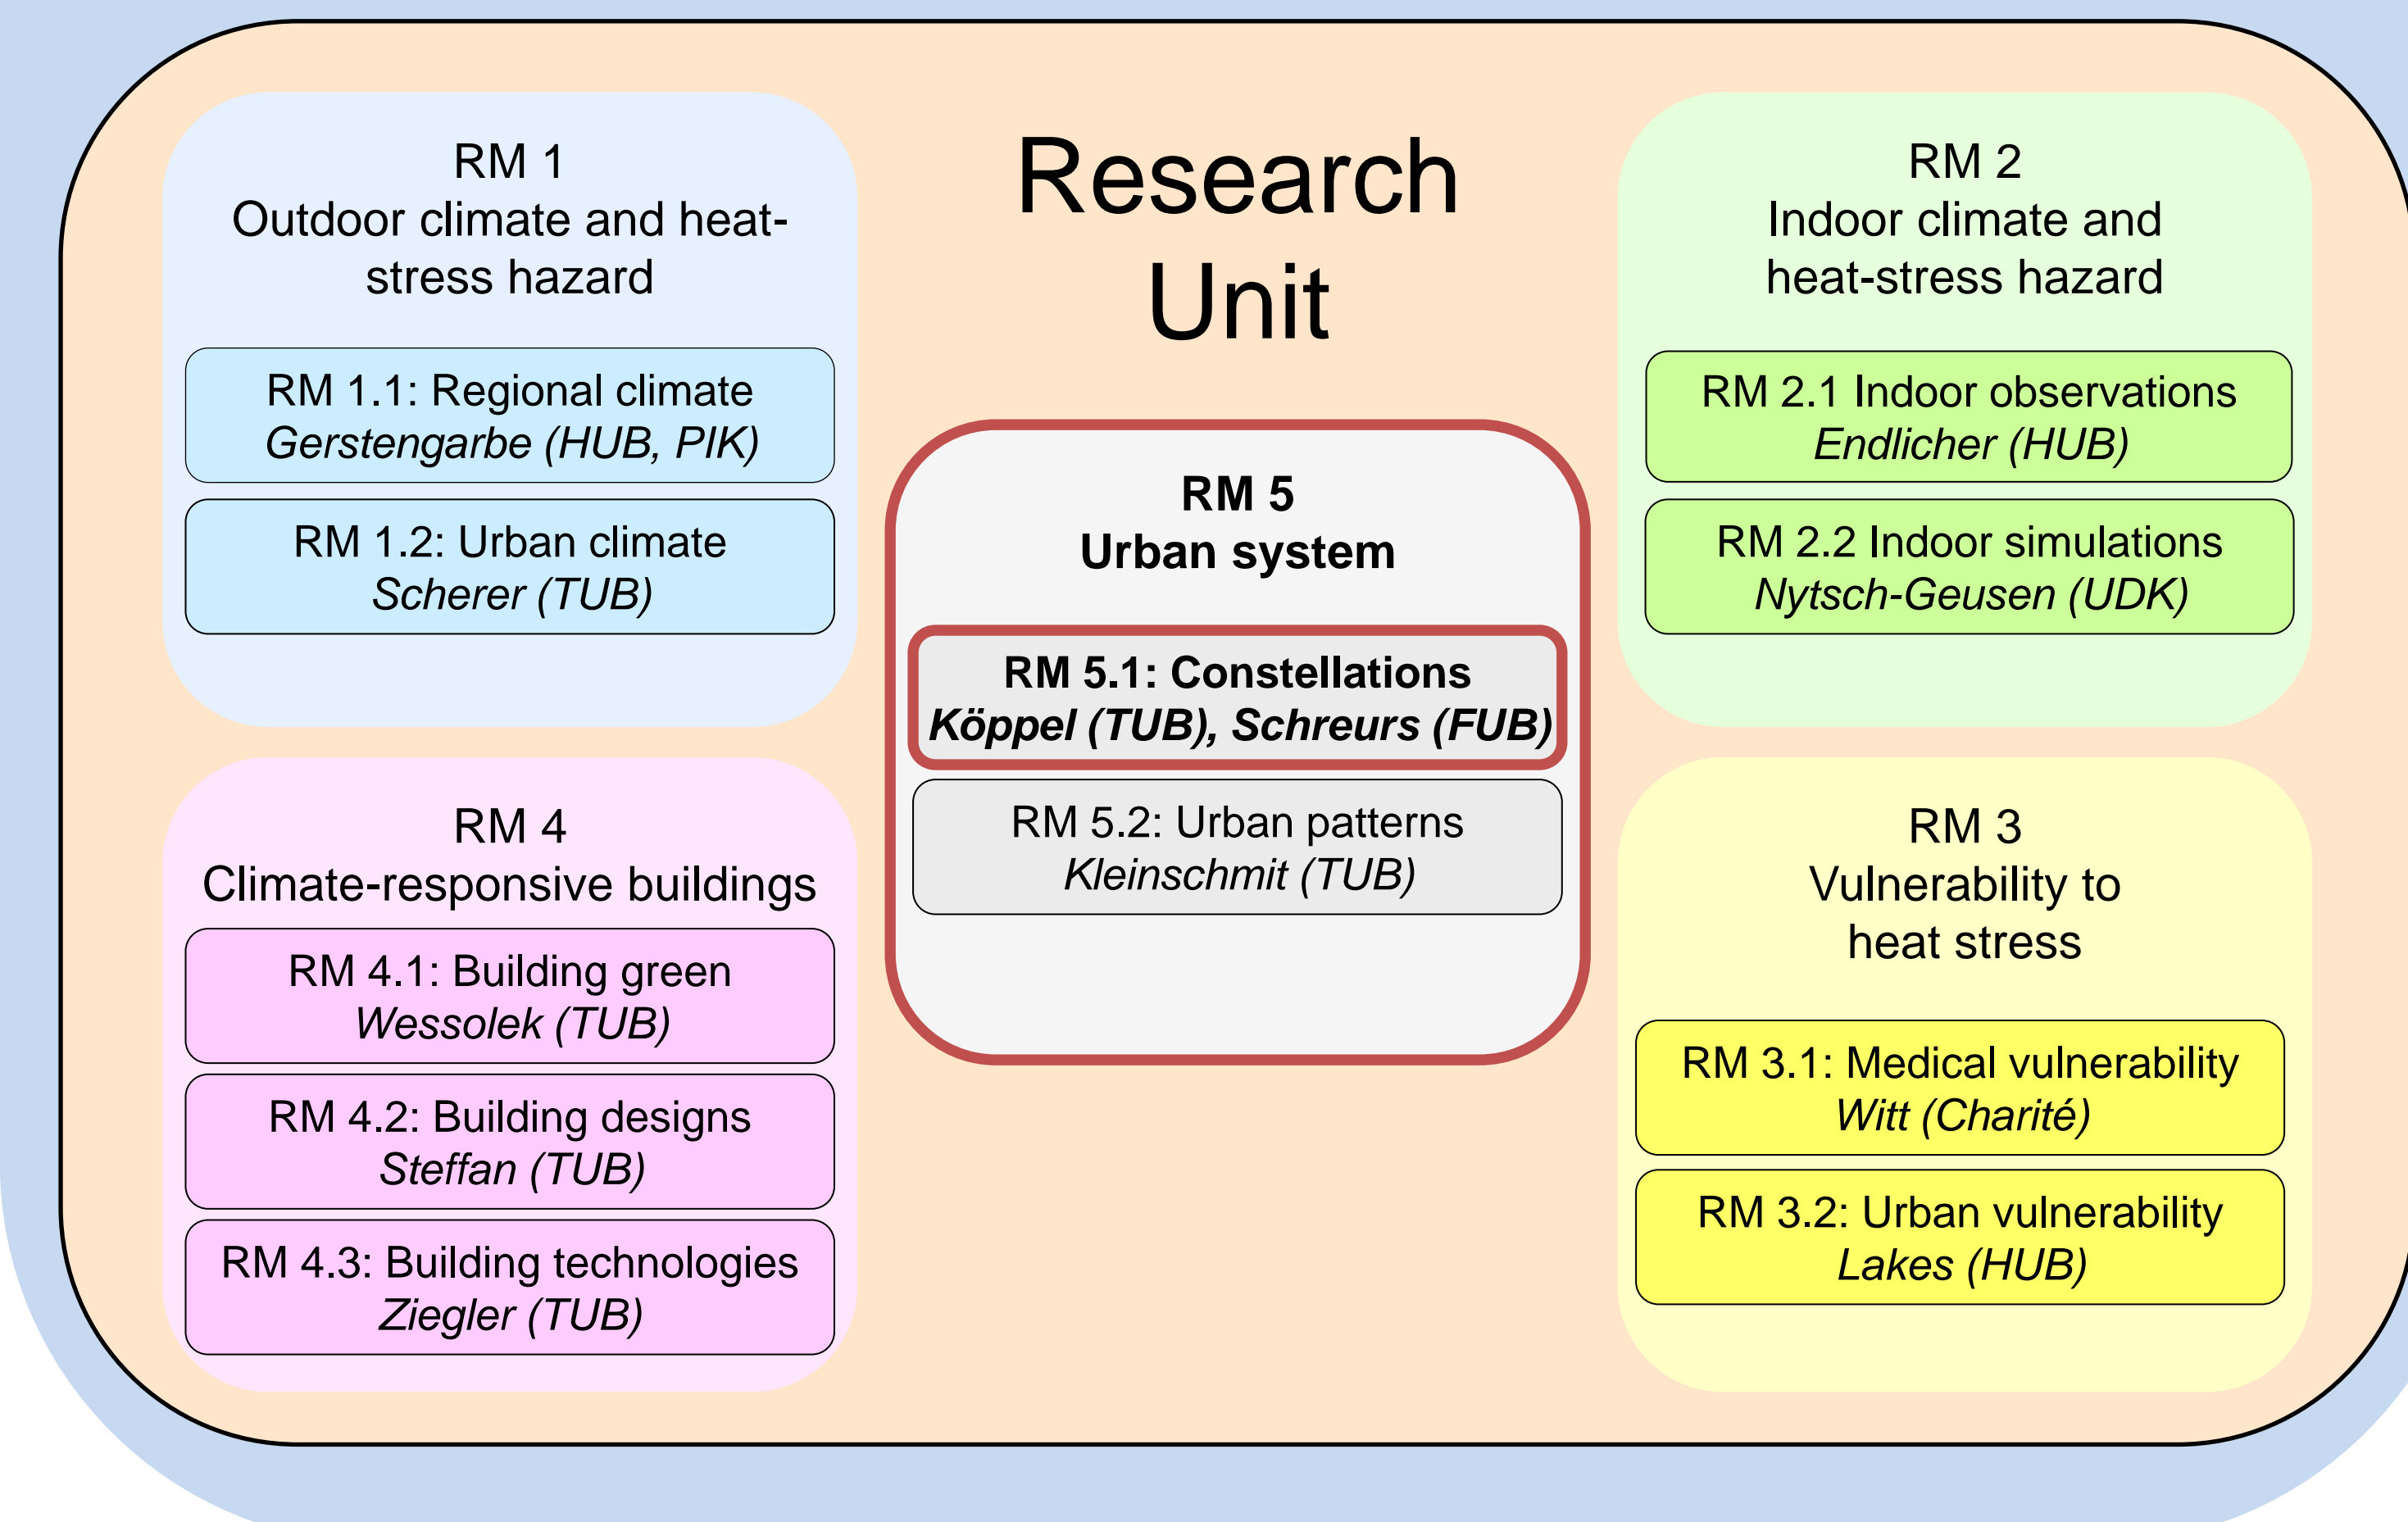 Research
Unit
RM 1
Outdoor climate and heat-
stress hazard
RM 1.1: Regional climate
Gerstengarbe (HUB, PIK)
RM 1.2: Urban climate
Scherer (TUB)
RM 2
Indoor climate and
heat-stress hazard
RM 2.1 Indoor observations
Endlicher (HUB)
RM 2.2 Indoor simulations
Nytsch-Geusen (UDK)
RM 5
Urban system
RM 5.1: Constellations
Köppel (TUB), Schreurs (FUB)
RM 5.2: Urban patterns
Kleinschmit (TUB)
RM 4
Climate-responsive buildings
RM 4.1: Building green
Wessolek (TUB)
RM 4.2: Building designs
Steffan (TUB)
RM 4.3: Building technologies
Ziegler (TUB)
RM 3
Vulnerability to
heat stress
RM 3.1: Medical vulnerability
Witt (Charité)
RM 3.2: Urban vulnerability
Lakes (HUB)